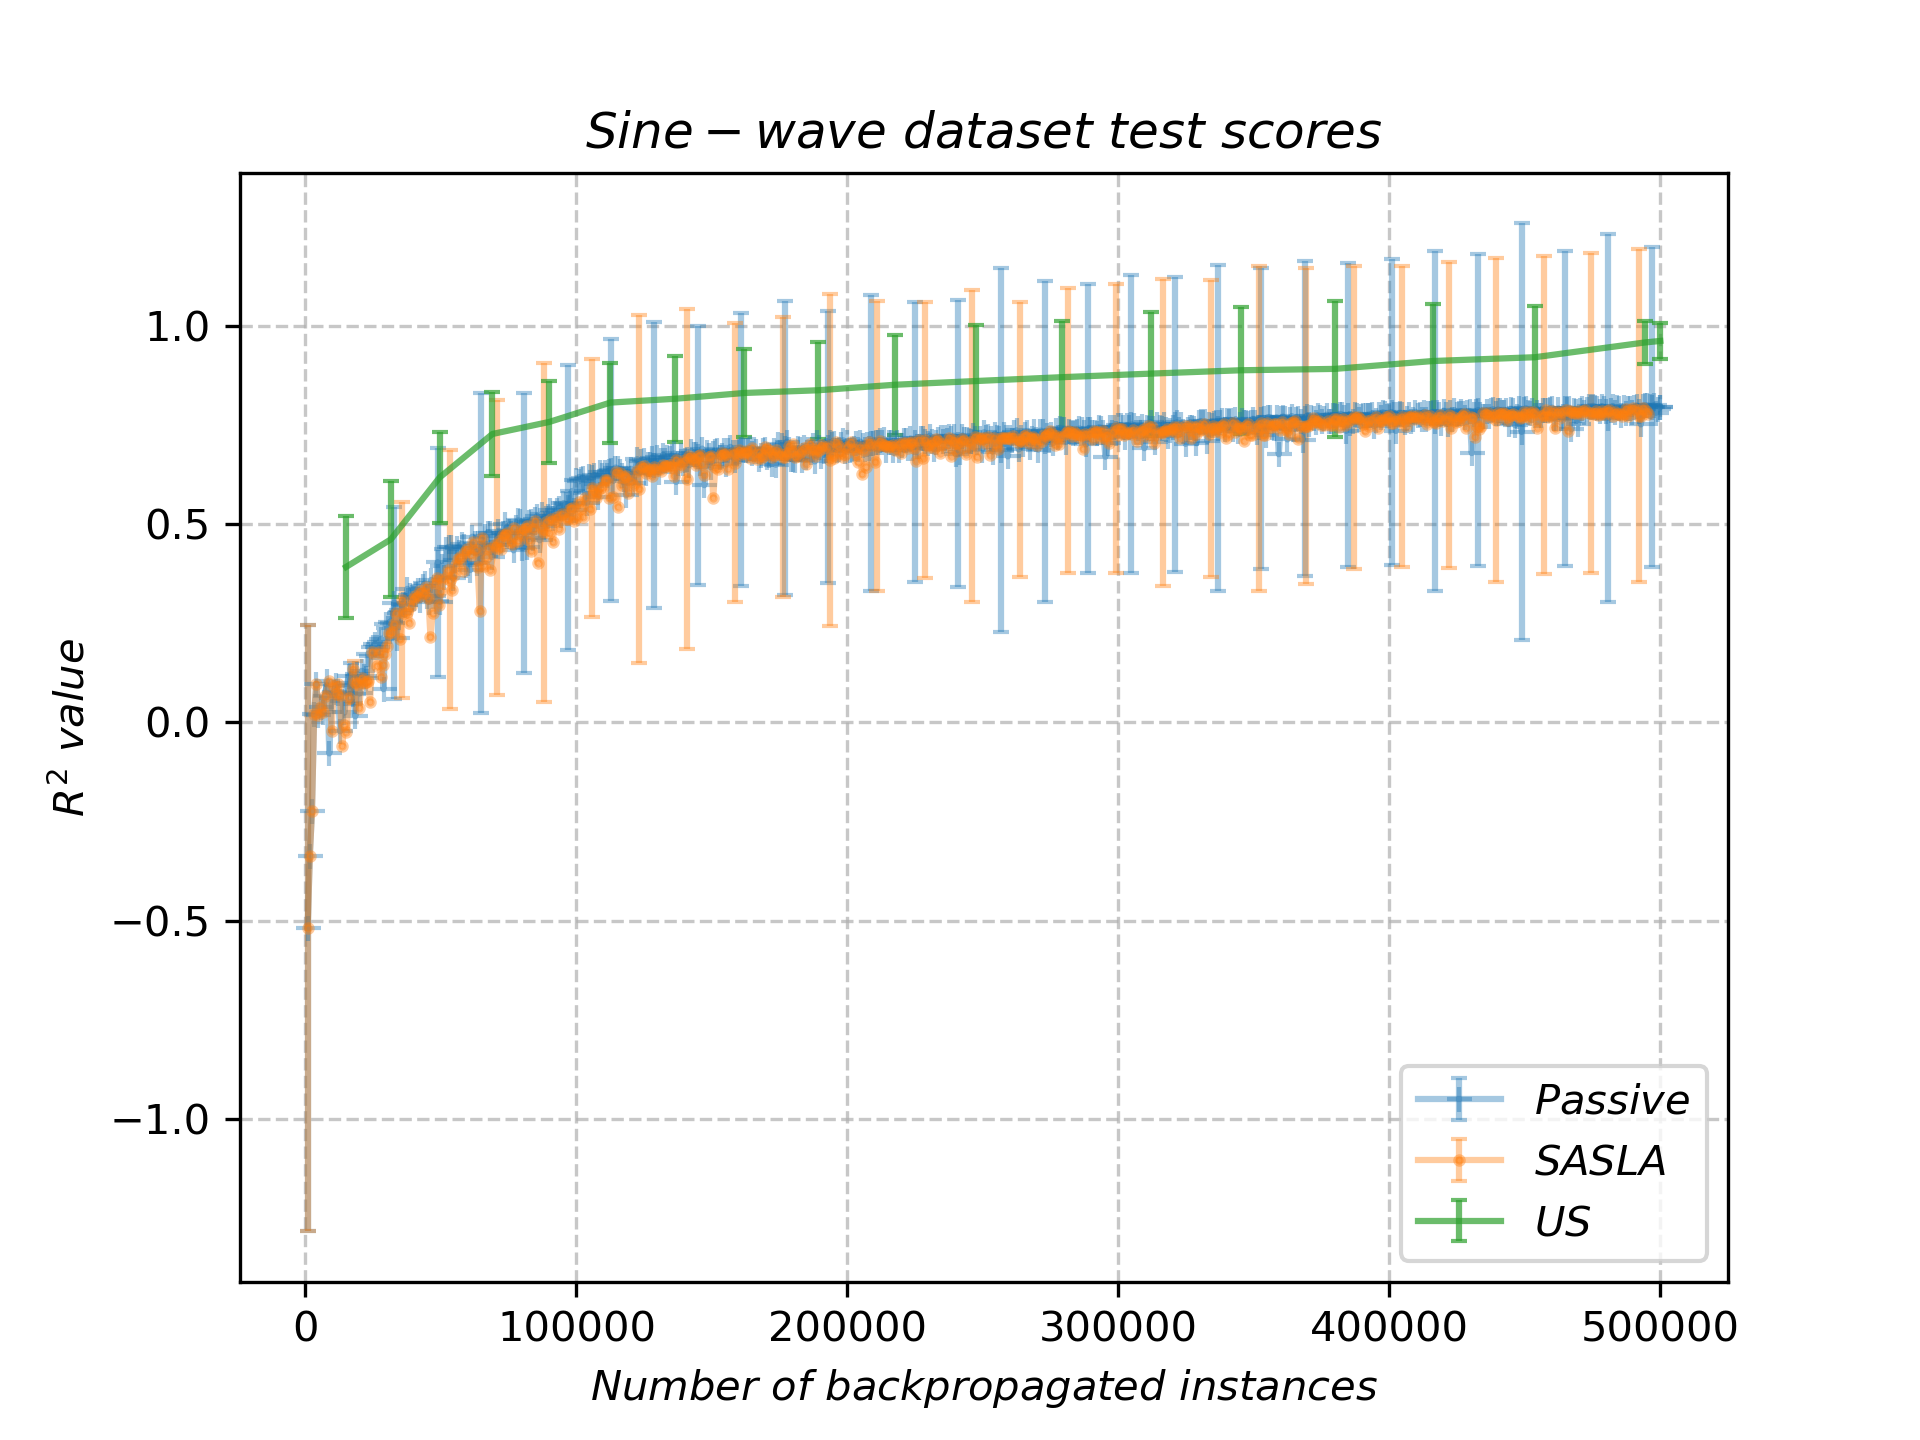 Sine − wave dataset test scores
1.0
0.5
0.0
−0.5
−1.0
R² value
0 100000 200000 300000 400000 500000
Number of backpropagated instances
Passive
SASLA
US